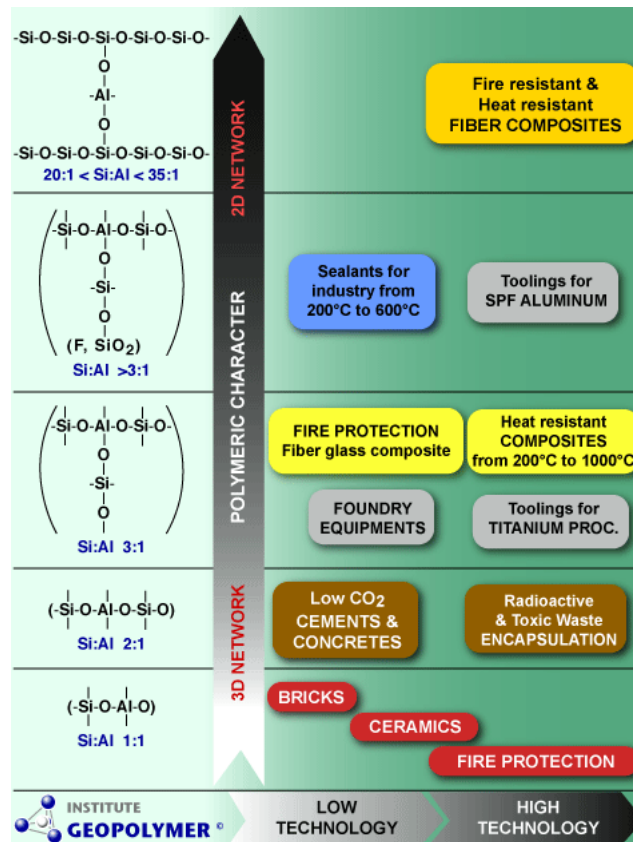 -Si-O-Si-O-Si-O-Si-O-Si-
O
-Al-
O
-Si-O-Si-O-Si-O-Si-O-Si-
20:1 < Si:Al < 35:1
Fire resistant &
Heat resistant
FIBER COMPOSITES
2D NETWORK
-Si-O-Al-O-Si-O-
O
-Si-
O
(F, SiO₂)
Si:Al >3:1
Sealants for
industry from
200°C to 600°C
Toolings for
SPF ALUMINUM
POLYMERIC CHARACTER
-Si-O-Al-O-Si-O-
O
-Si-
O
Si:Al 3:1
FIRE PROTECTION
Fiber glass composite
Heat resistant
COMPOSITES
from 200°C to 1000°C
FOUNDRY
EQUIPMENTS
Toolings for
TITANIUM PROC.
3D NETWORK
(-Si-O-Al-O-Si-O)
Si:Al 2:1
Low CO₂
CEMENTS &
CONCRETES
Radioactive
& Toxic Waste
ENCAPSULATION
(-Si-O-Al-O)
Si:Al 1:1
BRICKS
CERAMICS
FIRE PROTECTION
INSTITUTE
GEOPOLYMER ©
LOW
TECHNOLOGY
HIGH
TECHNOLOGY